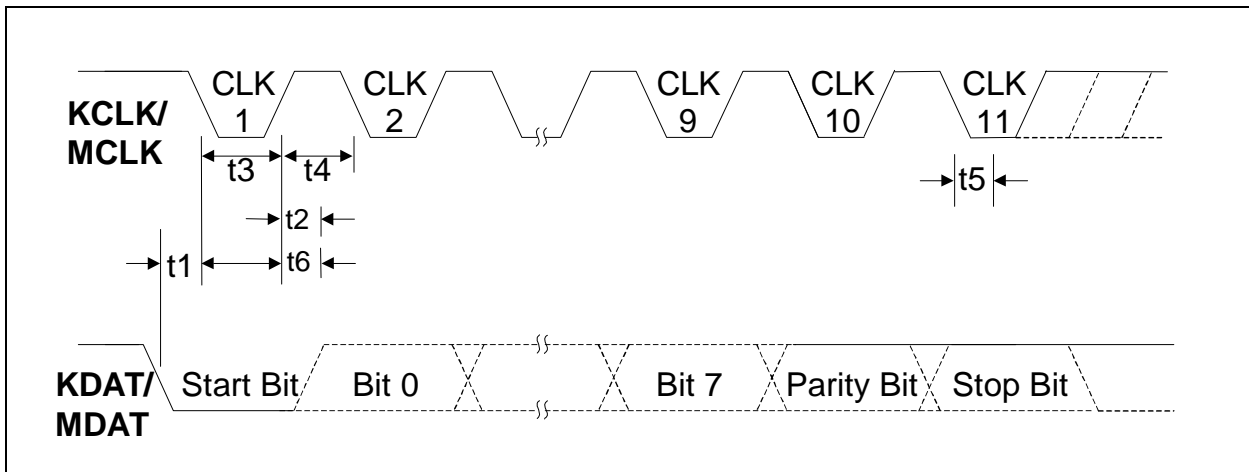 CLK CLK CLK CLK CLK
1 2 9 10 11
KCLK/
MCLK
t3 t4 t5
t2
t1 t6
KDAT/
MDAT
Start Bit Bit 0 Bit 7 Parity Bit Stop Bit